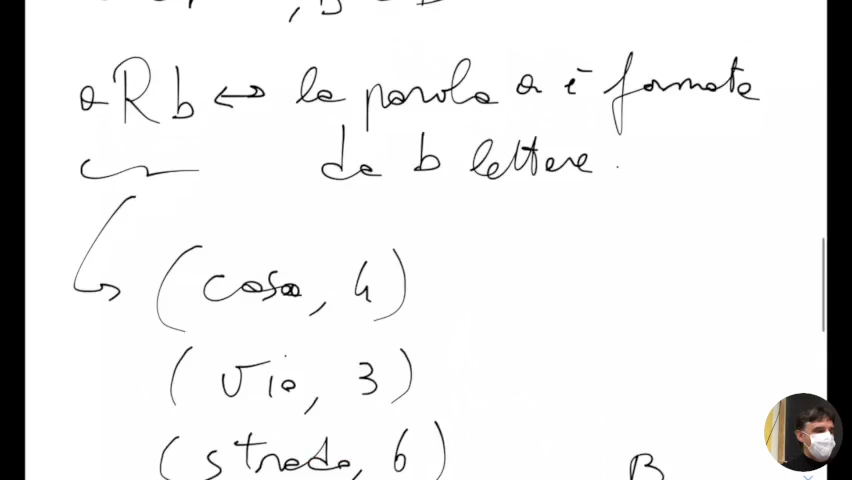 aRb ↔ la parola a è formata
da b lettere.
(casa, 4)
(via, 3)
(strada, 6)
B